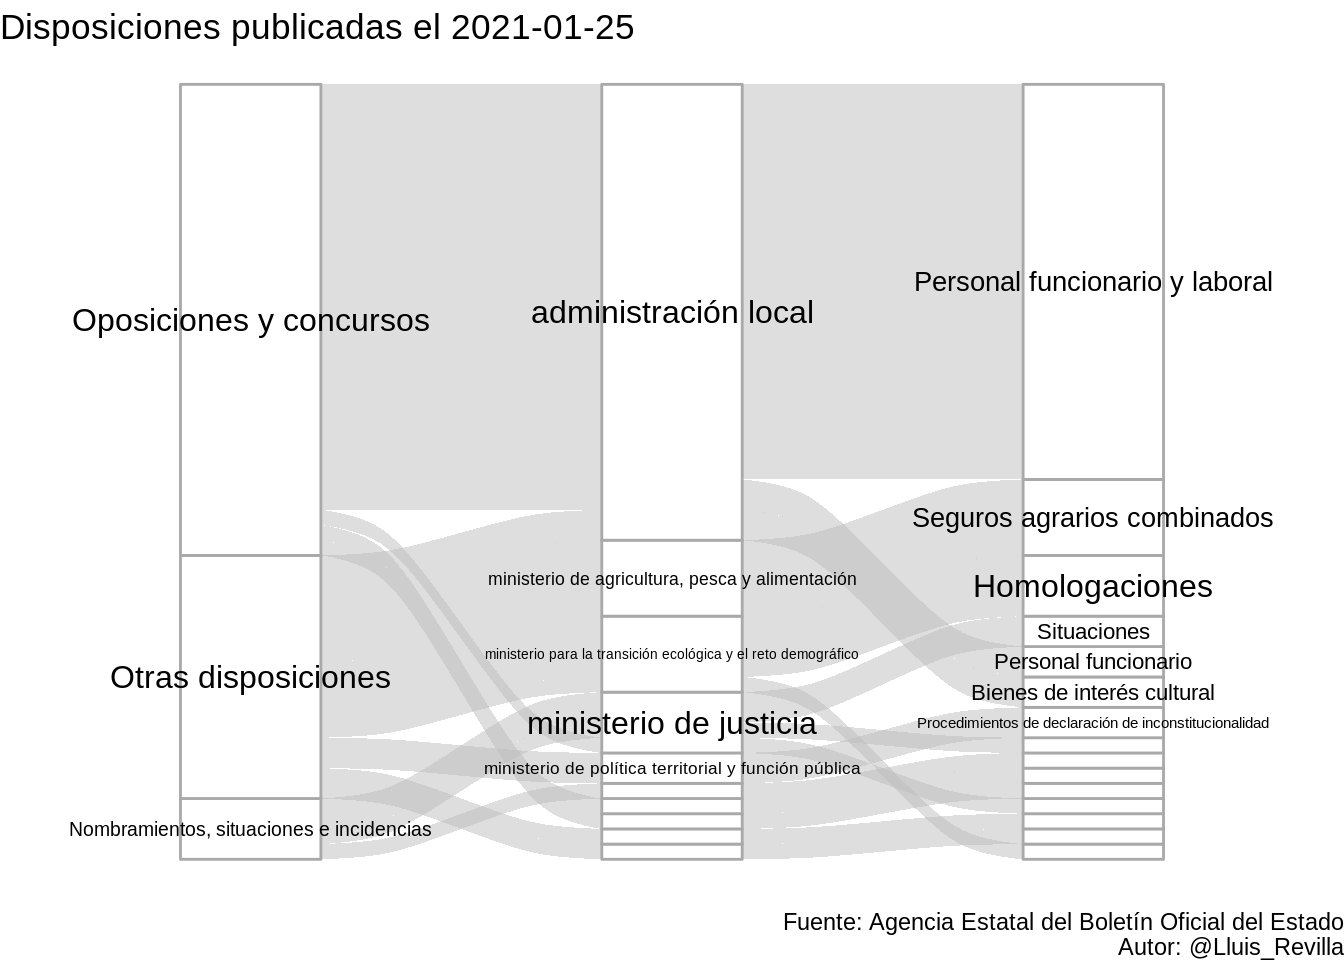 Disposiciones publicadas el 2021-01-25
Oposiciones y concursos
Otras disposiciones
Nombramientos, situaciones e incidencias
administración local
ministerio de agricultura, pesca y alimentación
ministerio para la transición ecológica y el reto demográfico
ministerio de justicia
ministerio de política territorial y función pública
Personal funcionario y laboral
Seguros agrarios combinados
Homologaciones
Situaciones
Personal funcionario
Bienes de interés cultural
Procedimientos de declaración de inconstitucionalidad
Fuente: Agencia Estatal del Boletín Oficial del Estado
Autor: @Lluis_Revilla